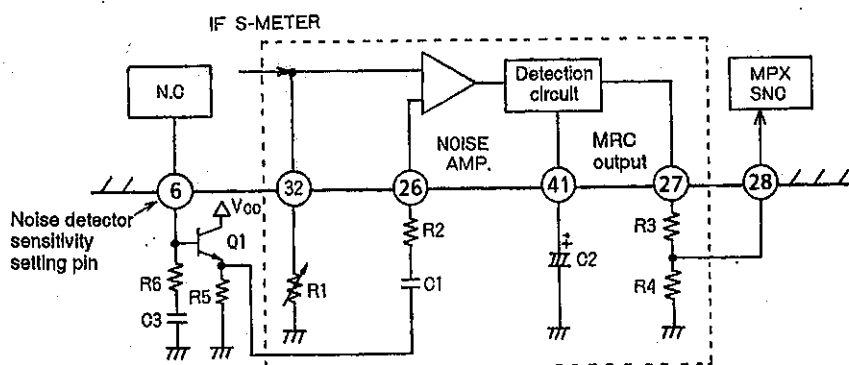 IF S-METER
N.C
Detection
circuit
MPX
SNC
NOISE
AMP.
MRC
output
6
32
26
41
27
28
Noise detector
sensitivity
setting pin
VCC
Q1
R6
R5
C3
R1
R2
C1
C2
R3
R4